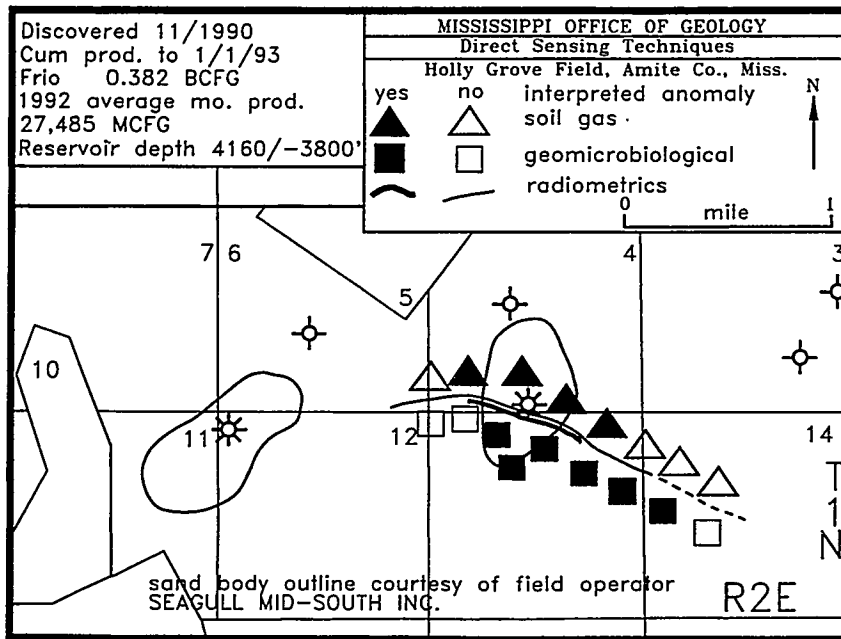 Discovered 11/1990
Cum prod. to 1/1/93
Frio 0.382 BCFG
1992 average mo. prod.
27,485 MCFG
Reservoir depth 4160/-3800'
MISSISSIPPI OFFICE OF GEOLOGY
Direct Sensing Techniques
Holly Grove Field, Amite Co., Miss.
yes no interpreted anomaly
soil gas
geomicrobiological
radiometrics
N
0 mile 1
7 6
5
4
3
10
11
12
14
T
1
N
sand body outline courtesy of field operator
SEAGULL MID-SOUTH INC.
R2E